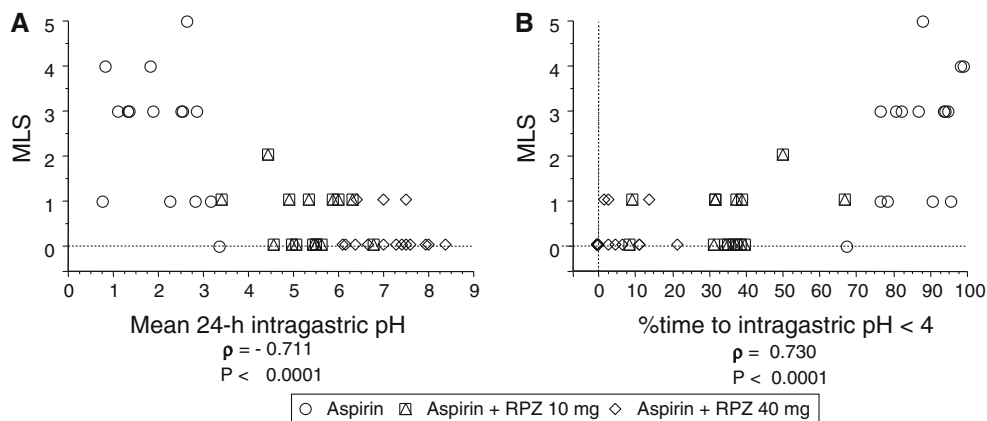 A
MLS
5
4
3
2
1
0
0 1 2 3 4 5 6 7 8 9
Mean 24-h intragastric pH
ρ = - 0.711
P < 0.0001
B
MLS
5
4
3
2
1
0
0 10 20 30 40 50 60 70 80 90 100
%time to intragastric pH < 4
ρ = 0.730
P < 0.0001
Aspirin Aspirin + RPZ 10 mg Aspirin + RPZ 40 mg